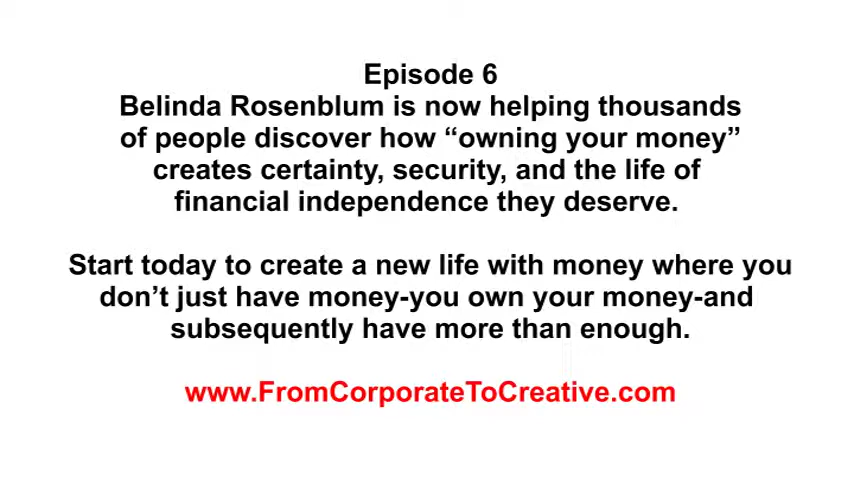 Episode 6
Belinda Rosenblum is now helping thousands
of people discover how “owning your money”
creates certainty, security, and the life of
financial independence they deserve.
Start today to create a new life with money where you
don’t just have money-you own your money-and
subsequently have more than enough.
www.FromCorporateToCreative.com